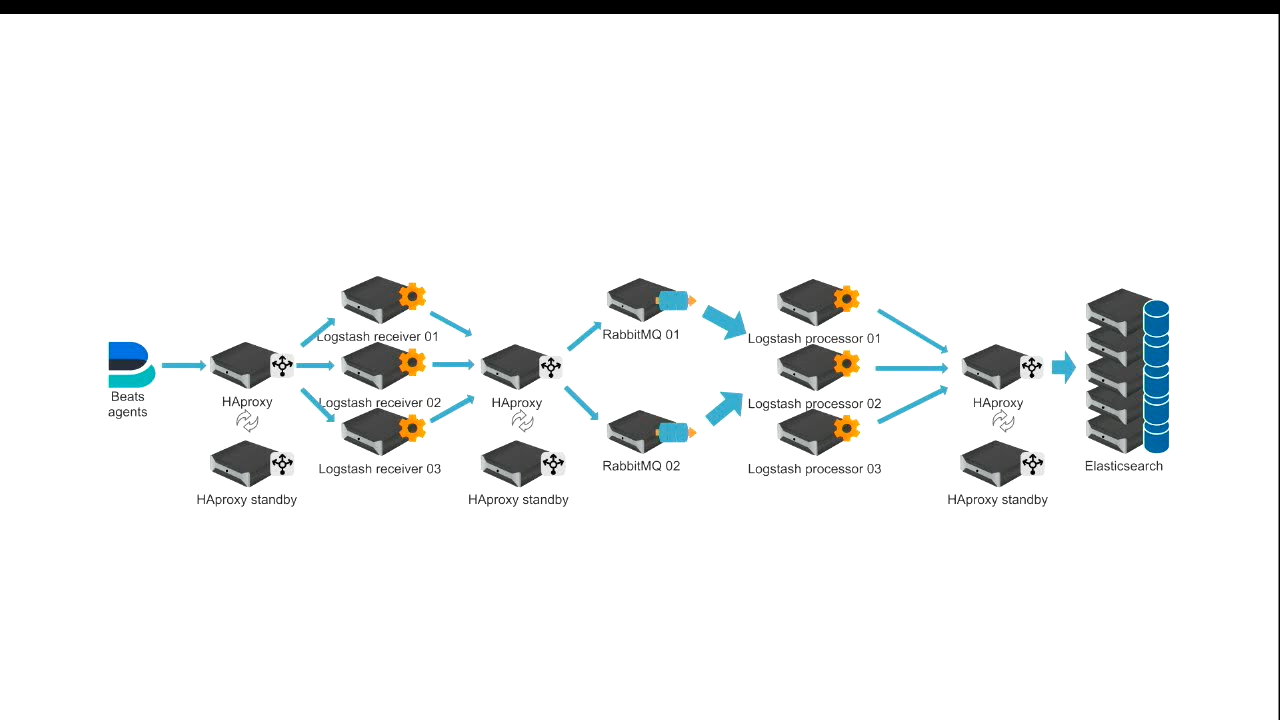 Beats
agents
HAproxy
HAproxy standby
Logstash receiver 01
Logstash receiver 02
Logstash receiver 03
HAproxy
HAproxy standby
RabbitMQ 01
RabbitMQ 02
Logstash processor 01
Logstash processor 02
Logstash processor 03
HAproxy
HAproxy standby
Elasticsearch